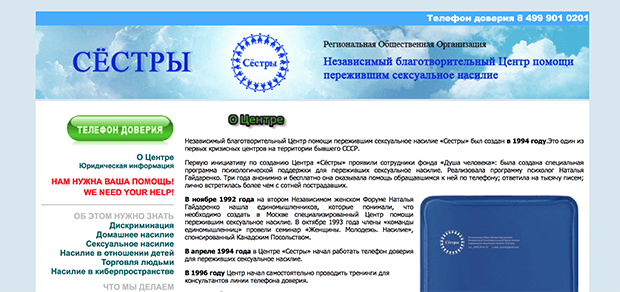 Телефон доверия 8 499 901 0201
СЁСТРЫ
Сёстры
Региональная Общественная Организация
Независимый благотворительный Центр помощи
пережившим сексуальное насилие
ТЕЛЕФОН ДОВЕРИЯ
О Центре
Юридическая информация
НАМ НУЖНА ВАША ПОМОЩЬ!
WE NEED YOUR HELP!
ОБ ЭТОМ НУЖНО ЗНАТЬ
Дискриминация
Домашнее насилие
Сексуальное насилие
Насилие в отношении детей
Торговля людьми
Насилие в киберпространстве
ЧТО МЫ ДЕЛАЕМ
О Центре
Независимый благотворительный Центр помощи пережившим сексуальное насилие «Сестры» был создан в 1994 году.Это один из
первых кризисных центров на территории бывшего СССР.
Первую инициативу по созданию Центра «Сёстры» проявили сотрудники фонда «Душа человека»: была создана специальная
программа психологической поддержки для переживших сексуальное насилие. Реализовала программу психолог Наталья
Гайдаренко. Три года анонимно и бесплатно она оказывала помощь обращавшимся к ней по телефону; ответила на тысячу писем;
лично встретилась более чем с сотней пострадавших.
В ноябре 1992 года на втором Независимом женском Форуме Наталья
Гайдаренко нашла единомышленников, которые поняли, что
необходимо создать в Москве специализированный Центр помощи
пережившим сексуальное насилие. В октябре 1993 года члены «команды
единомышленниц» провели семинар «Женщины. Молодежь. Насилие»,
спонсированный Канадским Посольством.
В апреле 1994 года в Центре «Сестры» начал работать телефон доверия
для переживших сексуальное насилие.
В 1996 году Центр начал самостоятельно проводить тренинги для
консультантов линии телефона доверия.
Сёстры